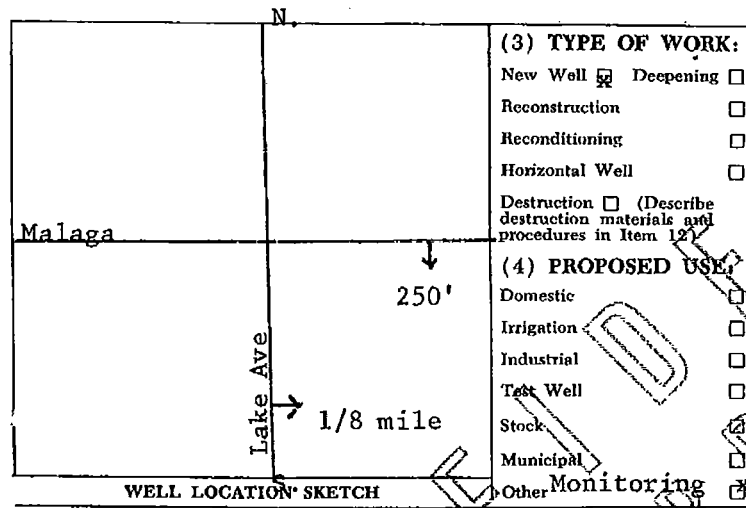 N.
Malaga
250'
Lake Ave
1/8 mile
WELL LOCATION SKETCH
(3) TYPE OF WORK:
New Well ☒ Deepening ☐
Reconstruction ☐
Reconditioning ☐
Horizontal Well ☐
Destruction ☐ (Describe
destruction materials and
procedures in Item 12)
(4) PROPOSED USE:
Domestic ☐
Irrigation ☐
Industrial ☐
Test Well ☐
Stock ☐
Municipal ☐
Other Monitoring ☐ x